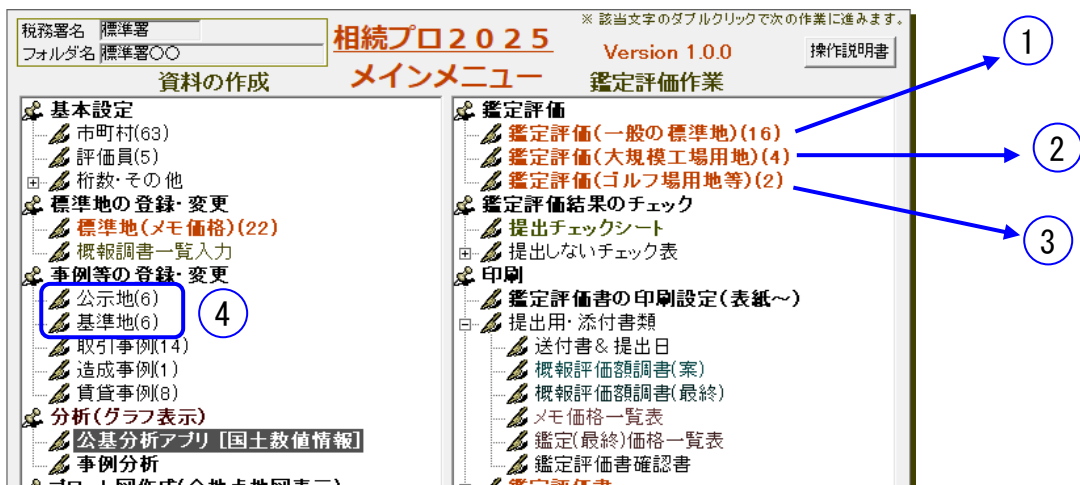 ※ 該当文字のダブルクリックで次の作業に進みます。
税務署名 標準署
フォルダ名 標準署〇〇
相続プロ2025
Version 1.0.0
操作説明書
メインメニュー
資料の作成
基本設定
市町村(63)
評価員(5)
桁数・その他
標準地の登録・変更
標準地(メモ価格)(22)
概報調書一覧入力
事例等の登録・変更
公示地(6)
基準地(6)
④
取引事例(14)
造成事例(1)
賃貸事例(8)
分析(グラフ表示)
公基分析アプリ [国土数値情報]
事例分析
鑑定評価作業
鑑定評価
鑑定評価(一般の標準地)(16)
鑑定評価(大規模工場用地)(4)
鑑定評価(ゴルフ場用地等)(2)
鑑定評価結果のチェック
提出チェックシート
提出しないチェック表
印刷
鑑定評価書の印刷設定(表紙～)
提出用・添付書類
送付書&提出日
概報評価額調書(案)
概報評価額調書(最終)
メモ価格一覧表
鑑定(最終)価格一覧表
鑑定評価書確認書
鑑定評価書
①
②
③